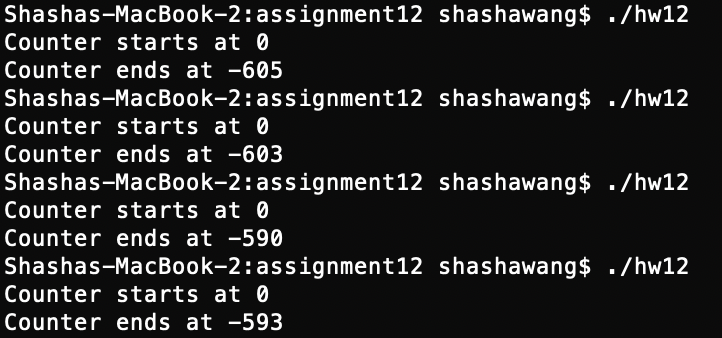 Shashas-MacBook-2:assignment12 shashawang$ ./hw12
Counter starts at 0
Counter ends at -605
Shashas-MacBook-2:assignment12 shashawang$ ./hw12
Counter starts at 0
Counter ends at -603
Shashas-MacBook-2:assignment12 shashawang$ ./hw12
Counter starts at 0
Counter ends at -590
Shashas-MacBook-2:assignment12 shashawang$ ./hw12
Counter starts at 0
Counter ends at -593